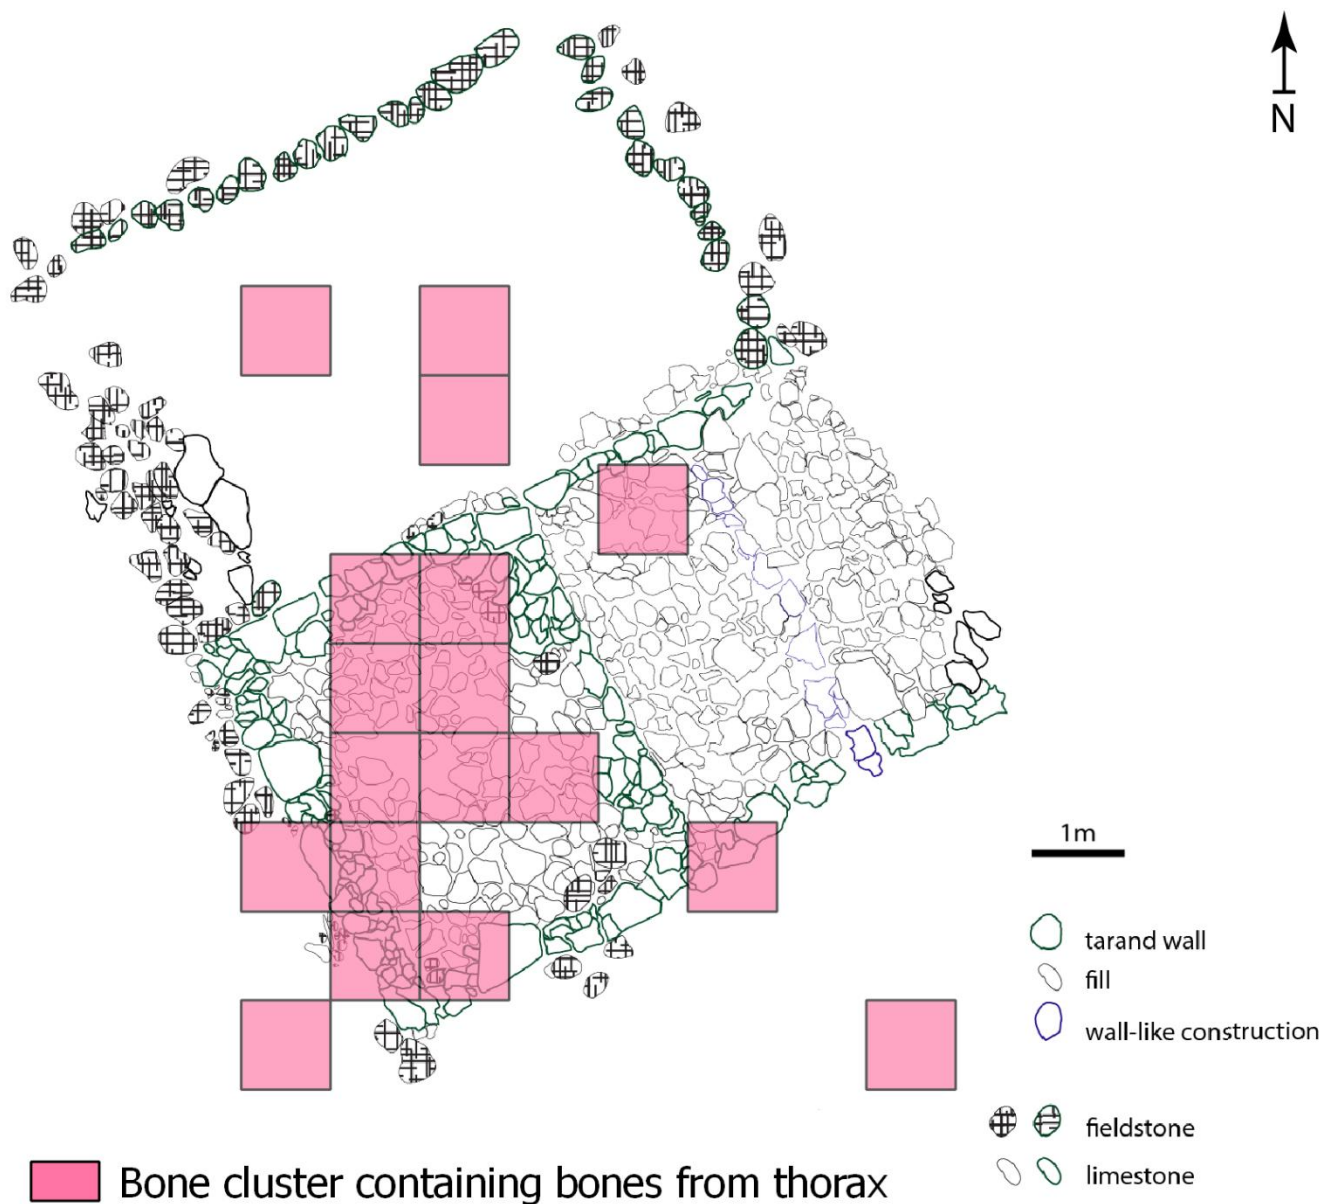 N
1m
tarand wall
fill
wall-like construction
fieldstone
limestone
Bone cluster containing bones from thorax